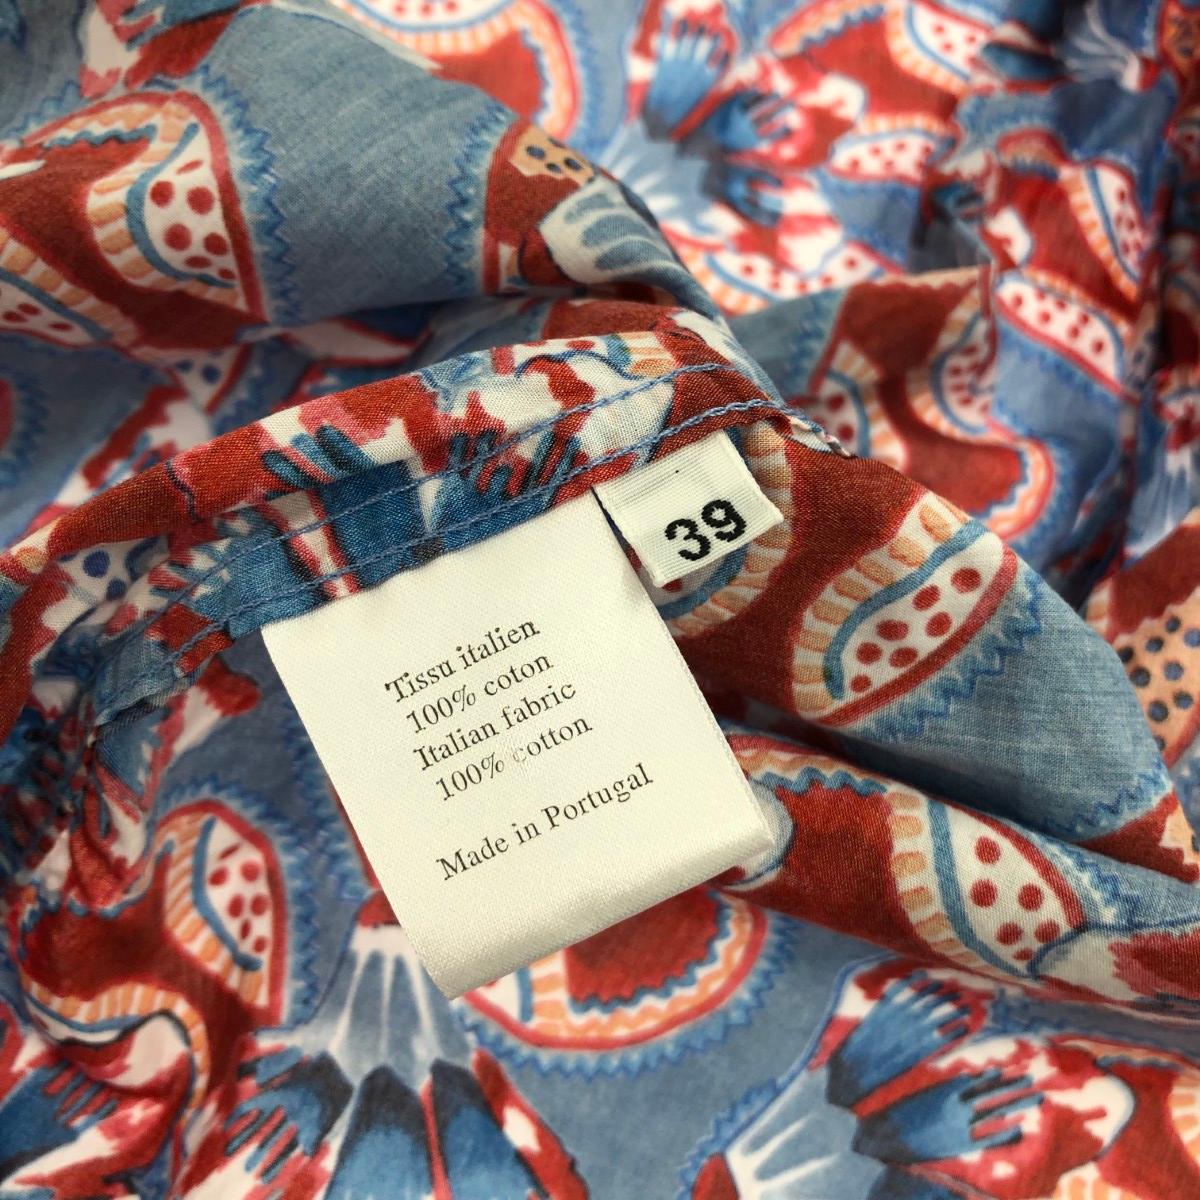 39
Tissu italien
100% coton
Italian fabric
100% cotton
Made in Portugal